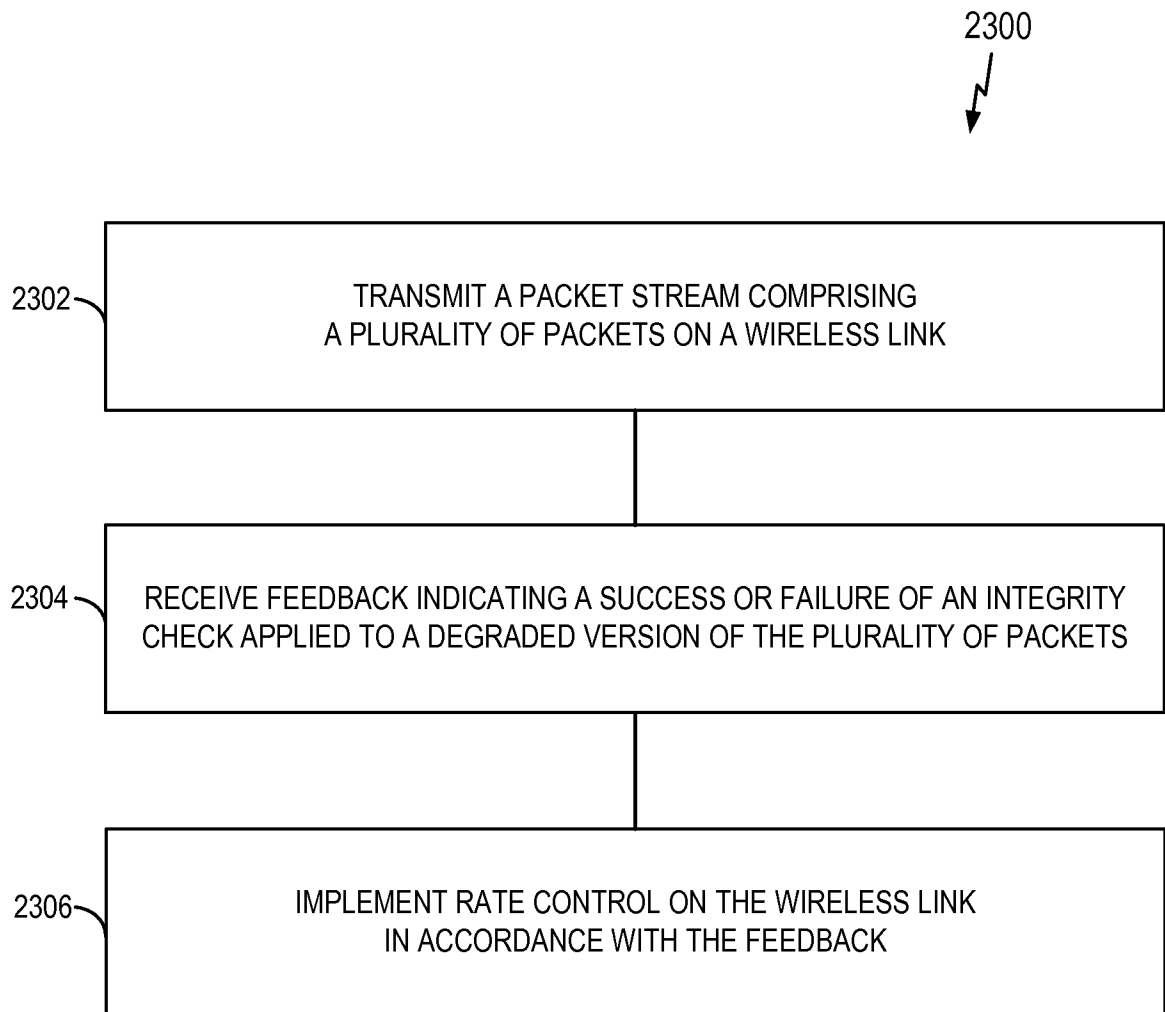 2300
2302
TRANSMIT A PACKET STREAM COMPRISING
A PLURALITY OF PACKETS ON A WIRELESS LINK
2304
RECEIVE FEEDBACK INDICATING A SUCCESS OR FAILURE OF AN INTEGRITY
CHECK APPLIED TO A DEGRADED VERSION OF THE PLURALITY OF PACKETS
2306
IMPLEMENT RATE CONTROL ON THE WIRELESS LINK
IN ACCORDANCE WITH THE FEEDBACK